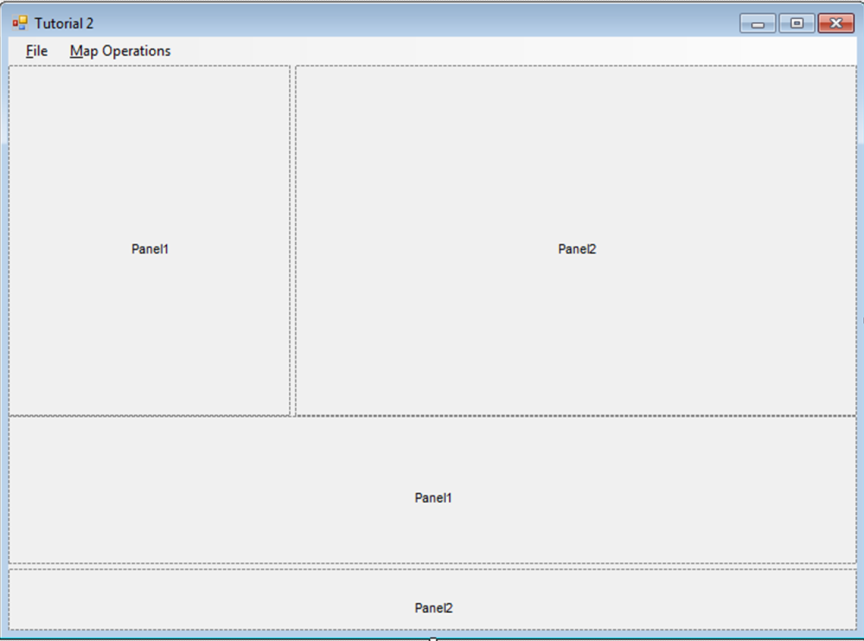 Tutorial 2
File Map Operations
Panel1 Panel2
Panel1
Panel2